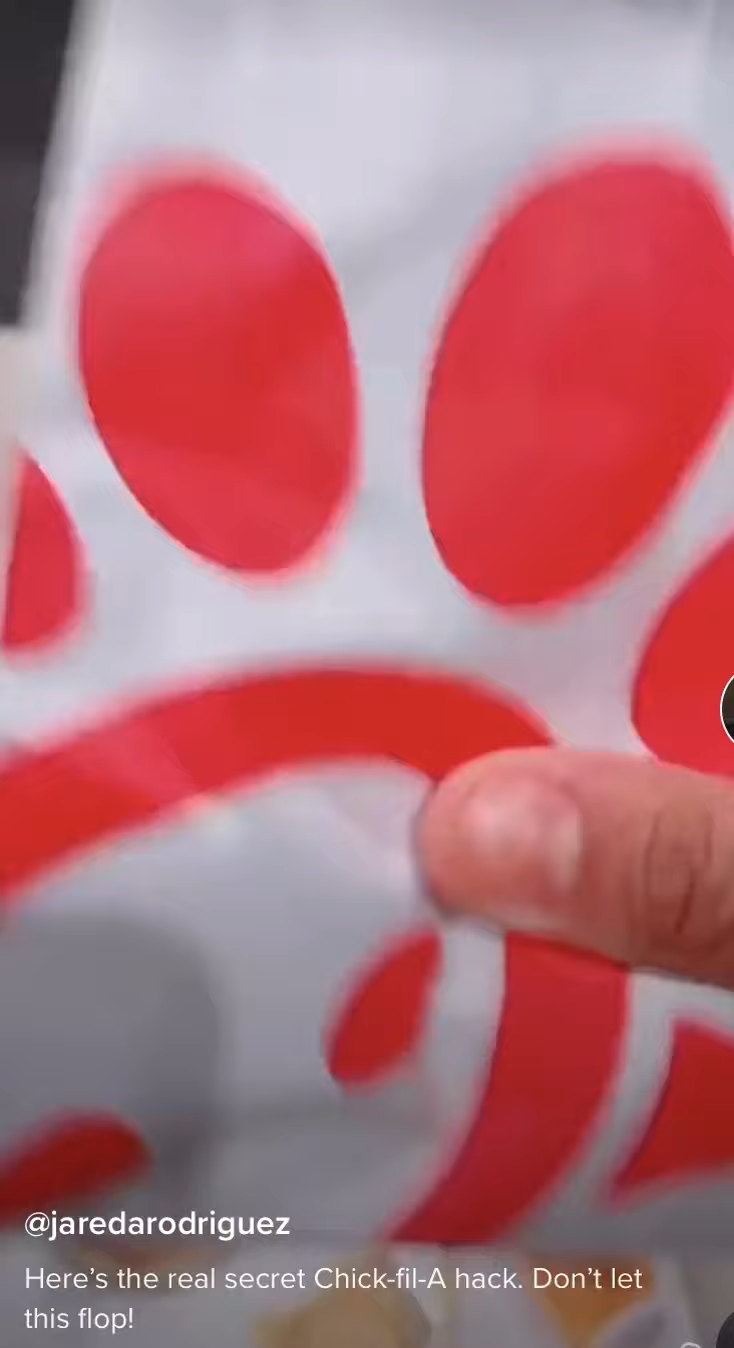 @jaredarodriguez
Here’s the real secret Chick-fil-A hack. Don’t let
this flop!